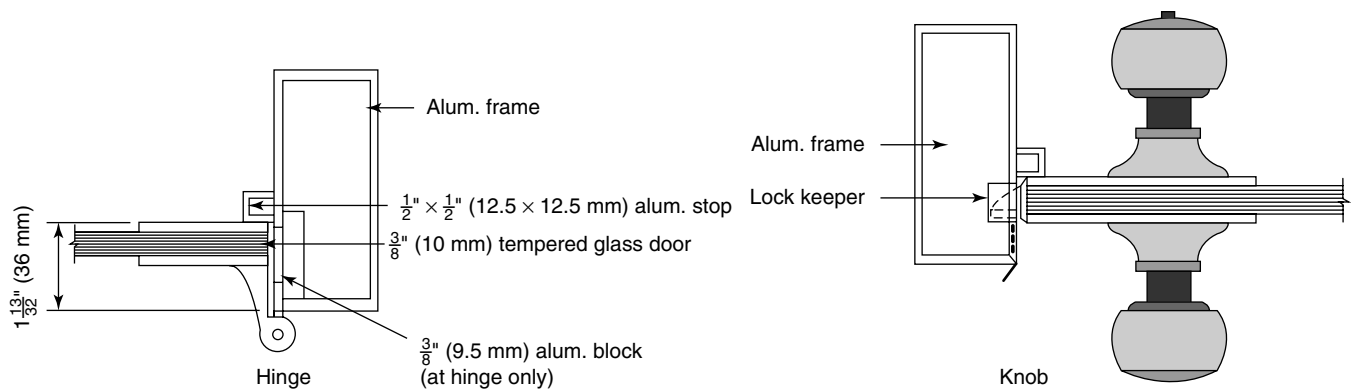 Alum. frame
1/2" × 1/2" (12.5 × 12.5 mm) alum. stop
3/8" (10 mm) tempered glass door
1 13/32" (36 mm)
3/8" (9.5 mm) alum. block
(at hinge only)
Hinge
Alum. frame
Lock keeper
Knob